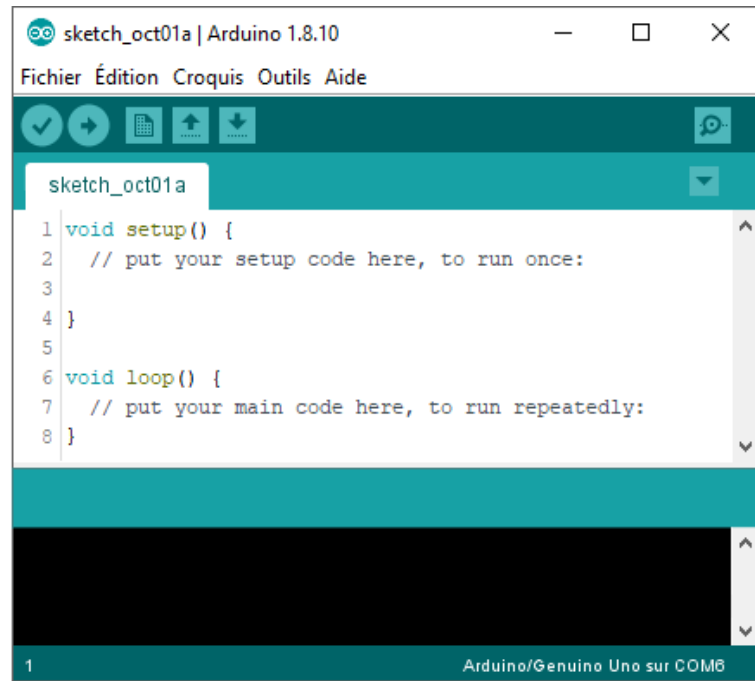 sketch_oct01a | Arduino 1.8.10
Fichier Édition Croquis Outils Aide
sketch_oct01a
1 void setup() {
2   // put your setup code here, to run once:
3
4 }
5
6 void loop() {
7   // put your main code here, to run repeatedly:
8 }
1 Arduino/Genuino Uno sur COM6